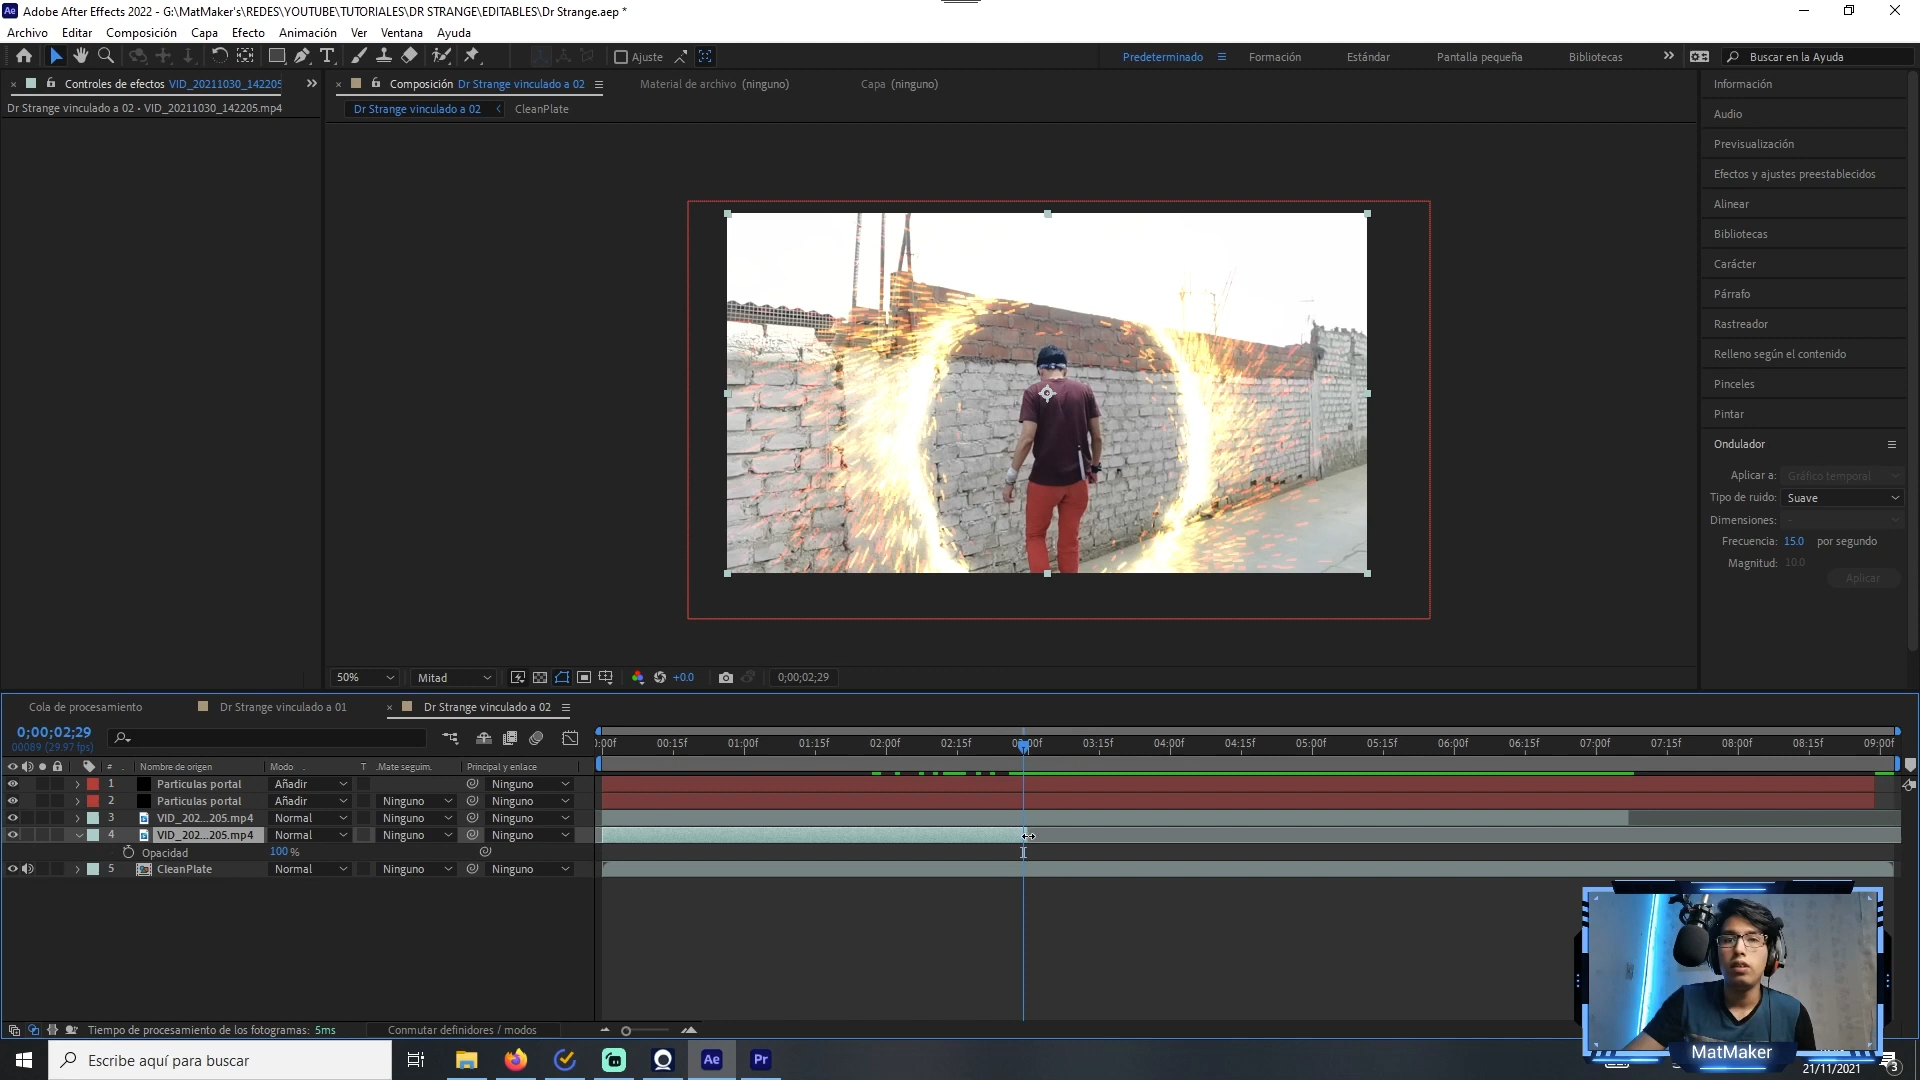 Adobe After Effects 2022 - G:\MatMaker's\REDES\YOUTUBE\TUTORIALES\DR STRANGE\EDITABLES\Dr Strange.aep *
Archivo Editar Composición Capa Efecto Animación Ver Ventana Ayuda
Ajuste Predeterminado Formación Estándar Pantalla pequeña Bibliotecas Buscar en la Ayuda
Controles de efectos VID_20211030_142205
Dr Strange vinculado a 02 • VID_20211030_142205.mp4
Composición Dr Strange vinculado a 02
Material de archivo (ninguno)
Capa (ninguno)
Dr Strange vinculado a 02 CleanPlate
Información
Audio
Previsualización
Efectos y ajustes preestablecidos
Alinear
Bibliotecas
Carácter
Párrafo
Rastreador
Relleno según el contenido
Pinceles
Pintar
Ondulador
Aplicar a: Gráfico temporal
Tipo de ruido: Suave
Dimensiones: -
Frecuencia: 15.0 por segundo
Magnitud: 10.0
Aplicar
50% Mitad +0.0 0;00;02;29
Cola de procesamiento Dr Strange vinculado a 01 Dr Strange vinculado a 02
0;00;02;29
00089 (29.97 fps)
:00f 00:15f 01:00f 01:15f 02:00f 02:15f 03:00f 03:15f 04:00f 04:15f 05:00f 05:15f 06:00f 06:15f 07:00f 07:15f 08:00f 08:15f 09:00f
# Nombre de origen Modo T .Mate seguim. Principal y enlace
1 Particulas portal Añadir Ninguno
2 Particulas portal Añadir Ninguno Ninguno
3 VID_202...205.mp4 Normal Ninguno Ninguno
4 VID_202...205.mp4 Normal Ninguno Ninguno
Opacidad 100 %
5 CleanPlate Normal Ninguno Ninguno
Tiempo de procesamiento de los fotogramas: 5ms Conmutar definidores / modos
Escribe aquí para buscar
Ae Pr
MatMaker
21/11/2021
3